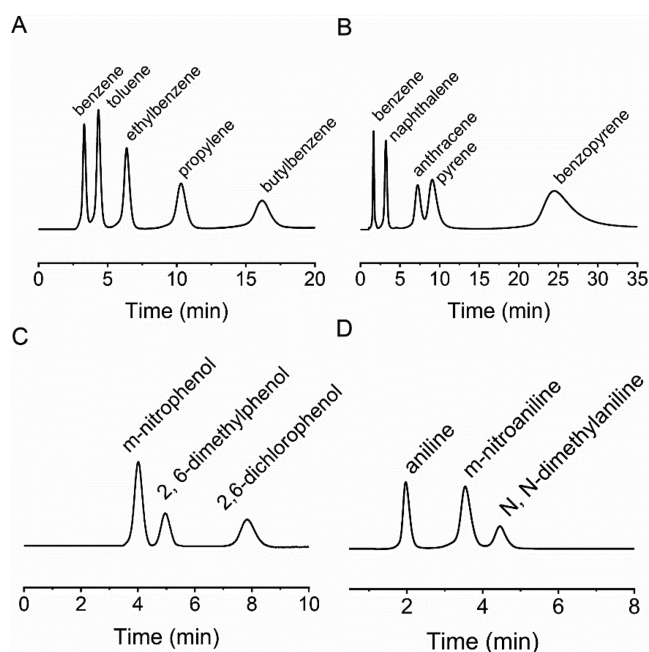 A
benzene
toluene
ethylbenzene
propylene
butylbenzene
0 5 10 15 20
Time (min)
B
benzene
naphthalene
anthracene
pyrene
benzopyrene
0 5 10 15 20 25 30 35
Time (min)
C
m-nitrophenol
2, 6-dimethylphenol
2,6-dichlorophenol
0 2 4 6 8 10
Time (min)
D
aniline
m-nitroaniline
N, N-dimethylaniline
2 4 6 8
Time (min)